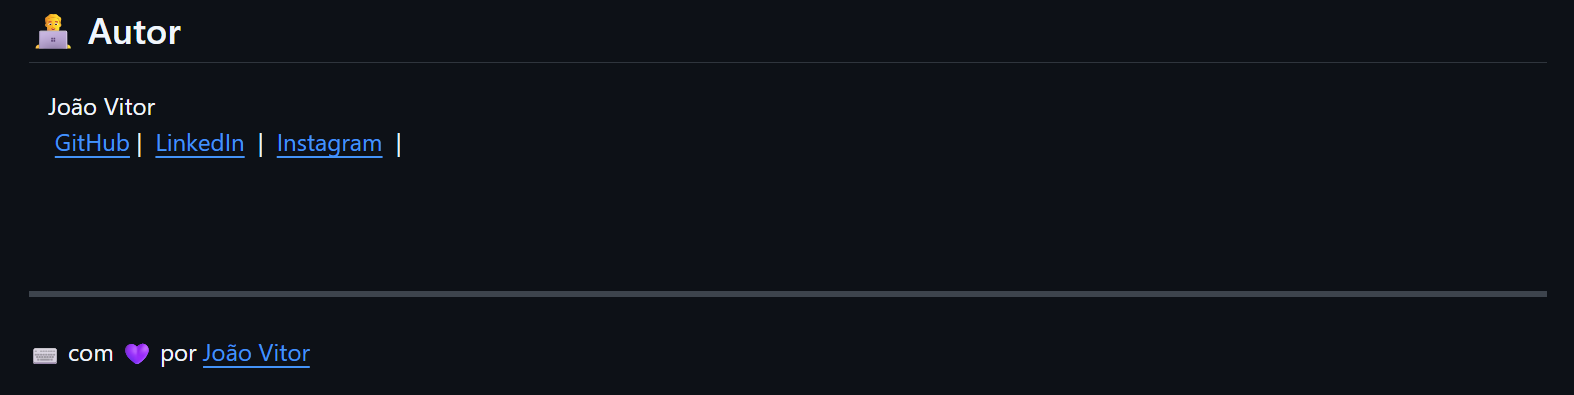 👨‍💻 Autor
João Vitor
GitHub | LinkedIn | Instagram |
⌨️ com 💜 por João Vitor